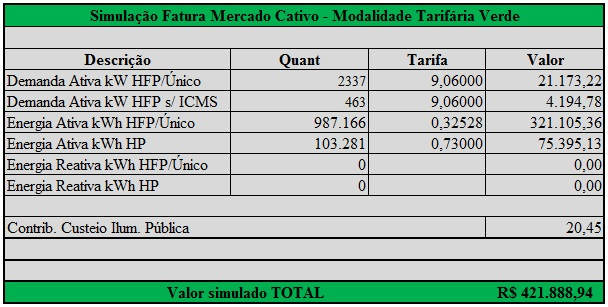 Simulação Fatura Mercado Cativo - Modalidade Tarifária Verde
Descrição Quant Tarifa Valor
Demanda Ativa kW HFP/Único 2337 9,06000 21.173,22
Demanda Ativa kW HFP s/ ICMS 463 9,06000 4.194,78
Energia Ativa kWh HFP/Único 987.166 0,32528 321.105,36
Energia Ativa kWh HP 103.281 0,73000 75.395,13
Energia Reativa kWh HFP/Único 0 0,00
Energia Reativa kWh HP 0 0,00
Contrib. Custeio Ilum. Pública 20,45
Valor simulado TOTAL R$ 421.888,94